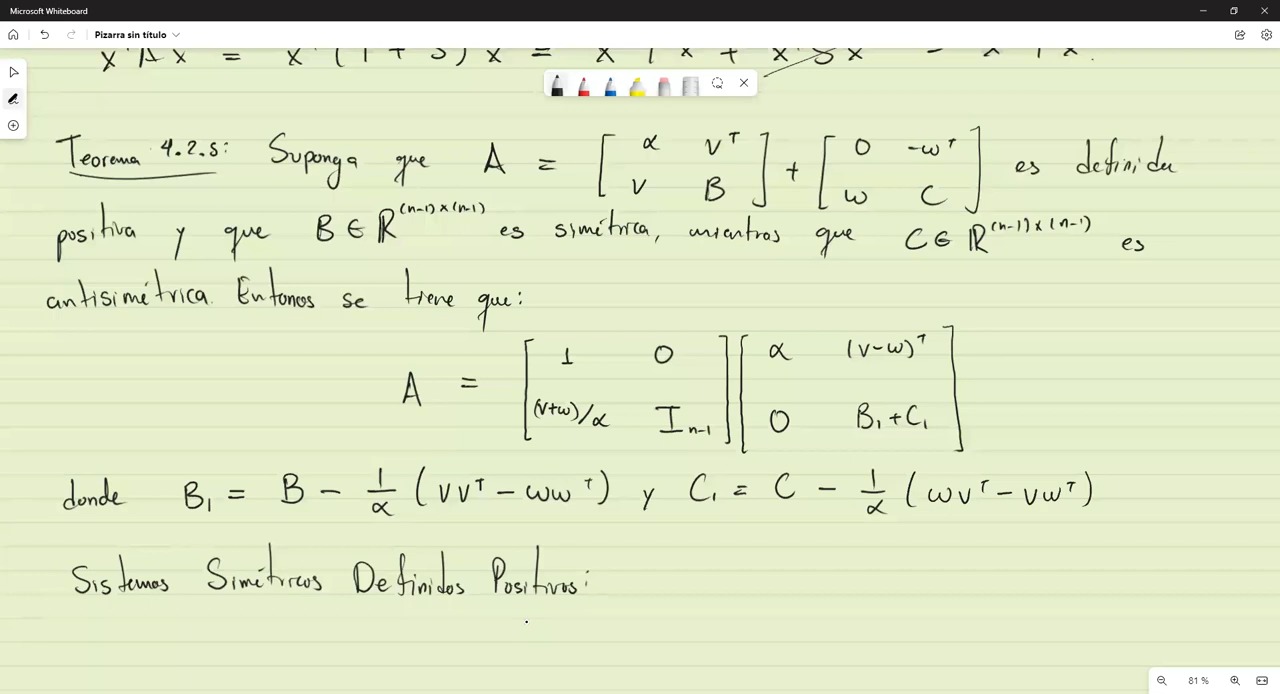 Microsoft Whiteboard
Pizarra sin título
x^T A x = x^T (T + S) x = x^T T x + x^T S x = x^T T x.
Teorema 4.2.5: Suponga que A = [ α v^T ; v B ] + [ 0 -w^T ; w C ] es definida
positiva y que B ∈ ℝ^(n-1)×(n-1) es simétrica, mientras que C ∈ ℝ^(n-1)×(n-1) es
antisimétrica. Entonces se tiene que:
A = [ 1 0 ; (v+w)/α I_{n-1} ] [ α (v-w)^T ; 0 B₁+C₁ ]
donde B₁ = B - 1/α (vv^T - ww^T) y C₁ = C - 1/α (wv^T - vw^T)
Sistemas Simétricos Definidos Positivos:
81 %